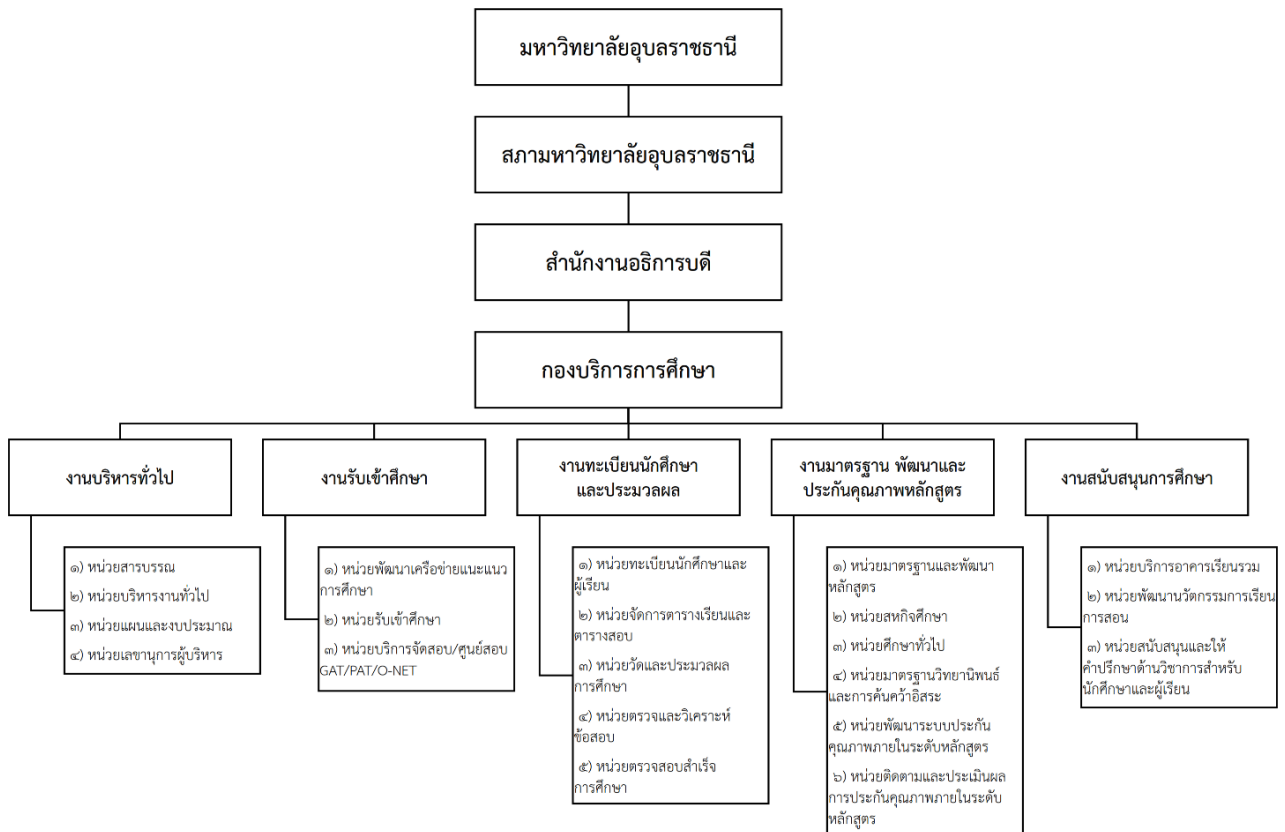 มหาวิทยาลัยอุบลราชธานี
สภามหาวิทยาลัยอุบลราชธานี
สำนักงานอธิการบดี
กองบริการการศึกษา
งานบริหารทั่วไป
๑) หน่วยสารบรรณ
๒) หน่วยบริหารงานทั่วไป
๓) หน่วยแผนและงบประมาณ
๔) หน่วยเลขานุการผู้บริหาร
งานรับเข้าศึกษา
๑) หน่วยพัฒนาเครือข่ายแนะแนว
การศึกษา
๒) หน่วยรับเข้าศึกษา
๓) หน่วยบริการจัดสอบ/ศูนย์สอบ
GAT/PAT/O-NET
งานทะเบียนนักศึกษา
และประมวลผล
๑) หน่วยทะเบียนนักศึกษาและ
ผู้เรียน
๒) หน่วยจัดการตารางเรียนและ
ตารางสอบ
๓) หน่วยวัดและประมวลผล
การศึกษา
๔) หน่วยตรวจและวิเคราะห์
ข้อสอบ
๕) หน่วยตรวจสอบสำเร็จ
การศึกษา
งานมาตรฐาน พัฒนาและ
ประกันคุณภาพหลักสูตร
๑) หน่วยมาตรฐานและพัฒนา
หลักสูตร
๒) หน่วยสหกิจศึกษา
๓) หน่วยศึกษาทั่วไป
๔) หน่วยมาตรฐานวิทยานิพนธ์
และการค้นคว้าอิสระ
๕) หน่วยพัฒนาระบบประกัน
คุณภาพภายในระดับหลักสูตร
๖) หน่วยติดตามและประเมินผล
การประกันคุณภาพภายในระดับ
หลักสูตร
งานสนับสนุนการศึกษา
๑) หน่วยบริการอาคารเรียนรวม
๒) หน่วยพัฒนานวัตกรรมการเรียน
การสอน
๓) หน่วยสนับสนุนและให้
คำปรึกษาด้านวิชาการสำหรับ
นักศึกษาและผู้เรียน